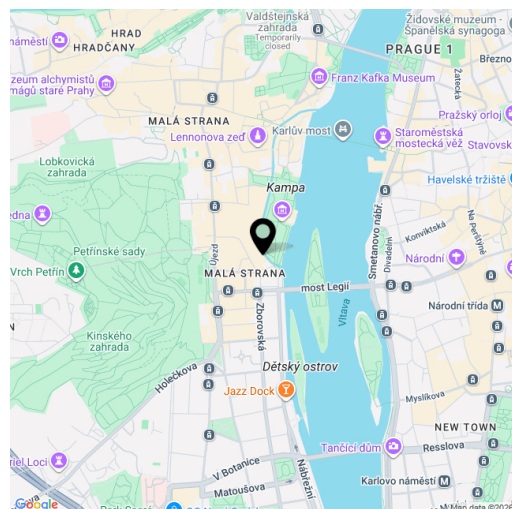 Valdštejnská
zahrada
Temporarily
closed
Židovské muzeum -
Španělská synagoga
HRAD
náměstí
HRADČANY
PRAGUE 1
Březno
zeum alchymistů
mágů staré Prahy
Franz Kafka Museum
Žatecká
MALÁ STRANA
Pražský orloj
Lennonova zeď
Karlův most
Staroměstská
mostecká věž
Stavovsk
Lobkovická
zahrada
Havelské tržiště
Kampa
edna
Smetanovo nábř.
Konviktská
Na Perštýně
Petřínské sady
Újezd
Divadelní
Národní
Vrch Petřín
MALÁ STRANA
most Legií
Vltava
Zborovská
Národní třída
Kinského
zahrada
Dětský ostrov
Holečkova
Jazz Dock
Myslíkova
NEW TOWN
Tančící dům
Resslova
riel Loci
V Botanice
Nábřežní
Karlovo náměstí
Matoušova
Google
Map data ©2026